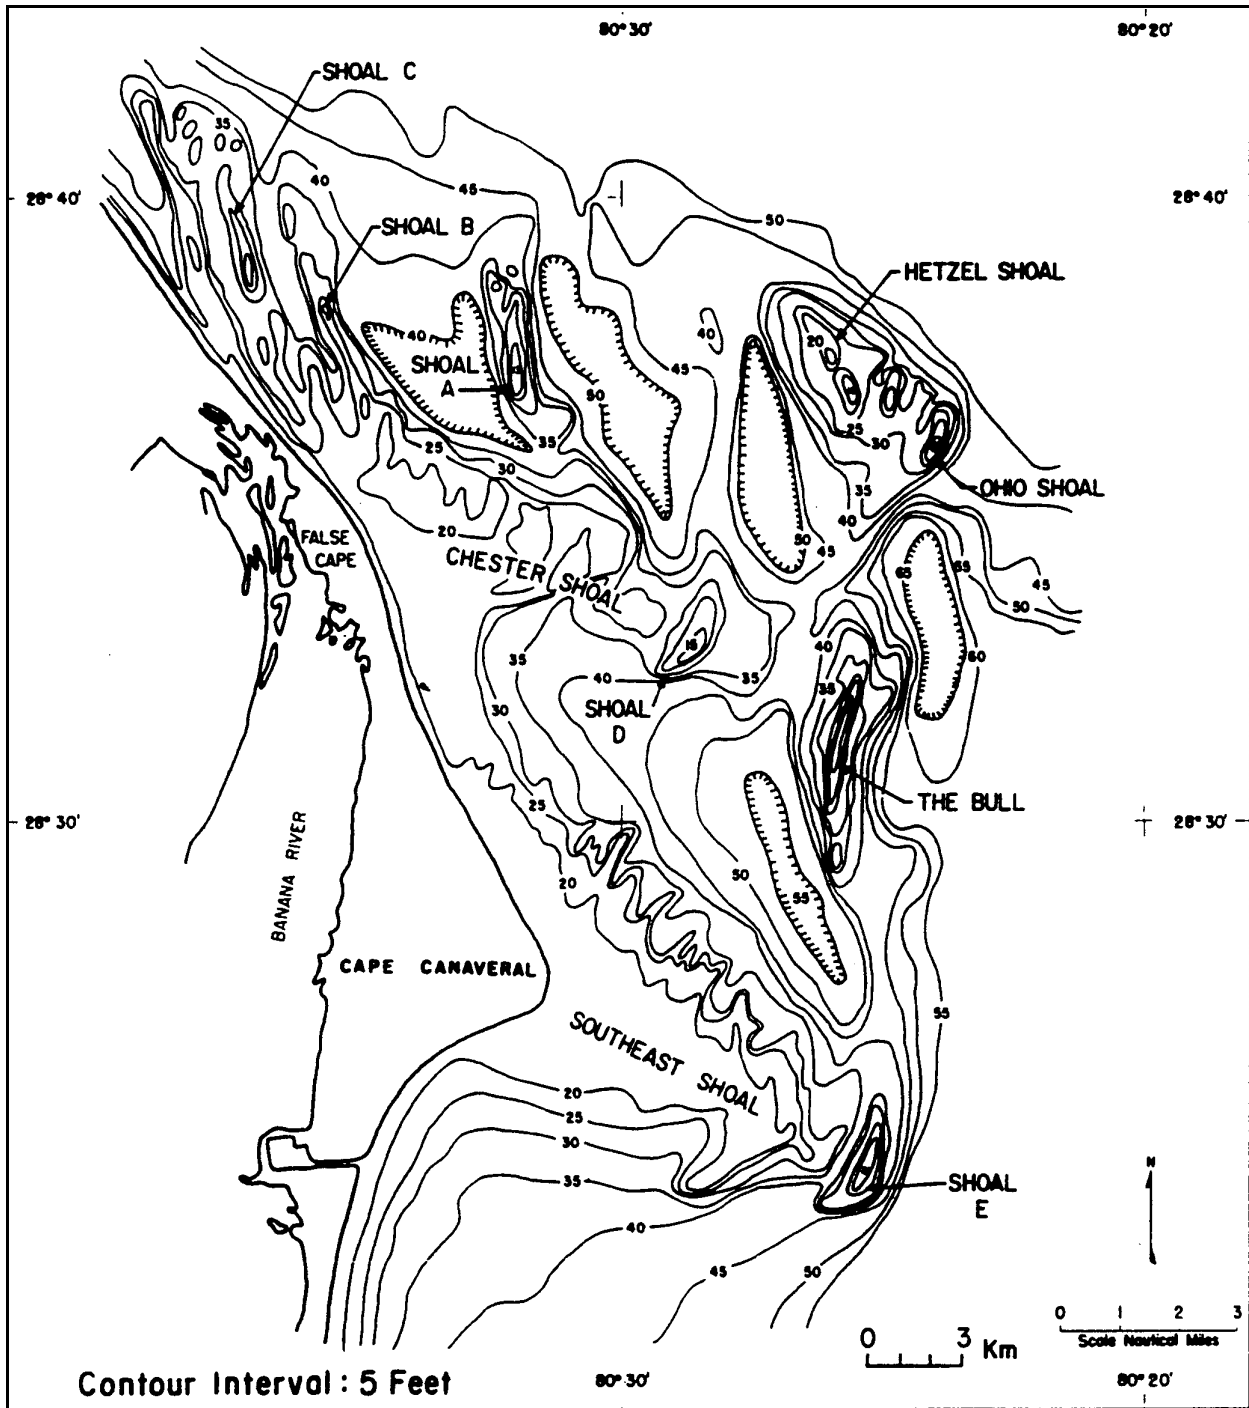 80°30' 80°20'
SHOAL C
35
28°40' 40 45 28°40'
50
SHOAL B
HETZEL SHOAL
40 40 20
SHOAL
A
45
50
35 25
25 30
30 35 OHIO SHOAL
20 40
50 45
FALSE
CAPE
CHESTER SHOAL
65 55 45
50
15
35 40 60
40 35 35
30 SHOAL
D
25 THE BULL
28°30' 28°30'
BANANA RIVER
20 50 55
CAPE CANAVERAL
55
SOUTHEAST SHOAL
20
25
30
35 SHOAL
E
N
40
45 50
0 1 2 3
Scale Nautical Miles
0 3 Km
Contour Interval : 5 Feet
80°30' 80°20'